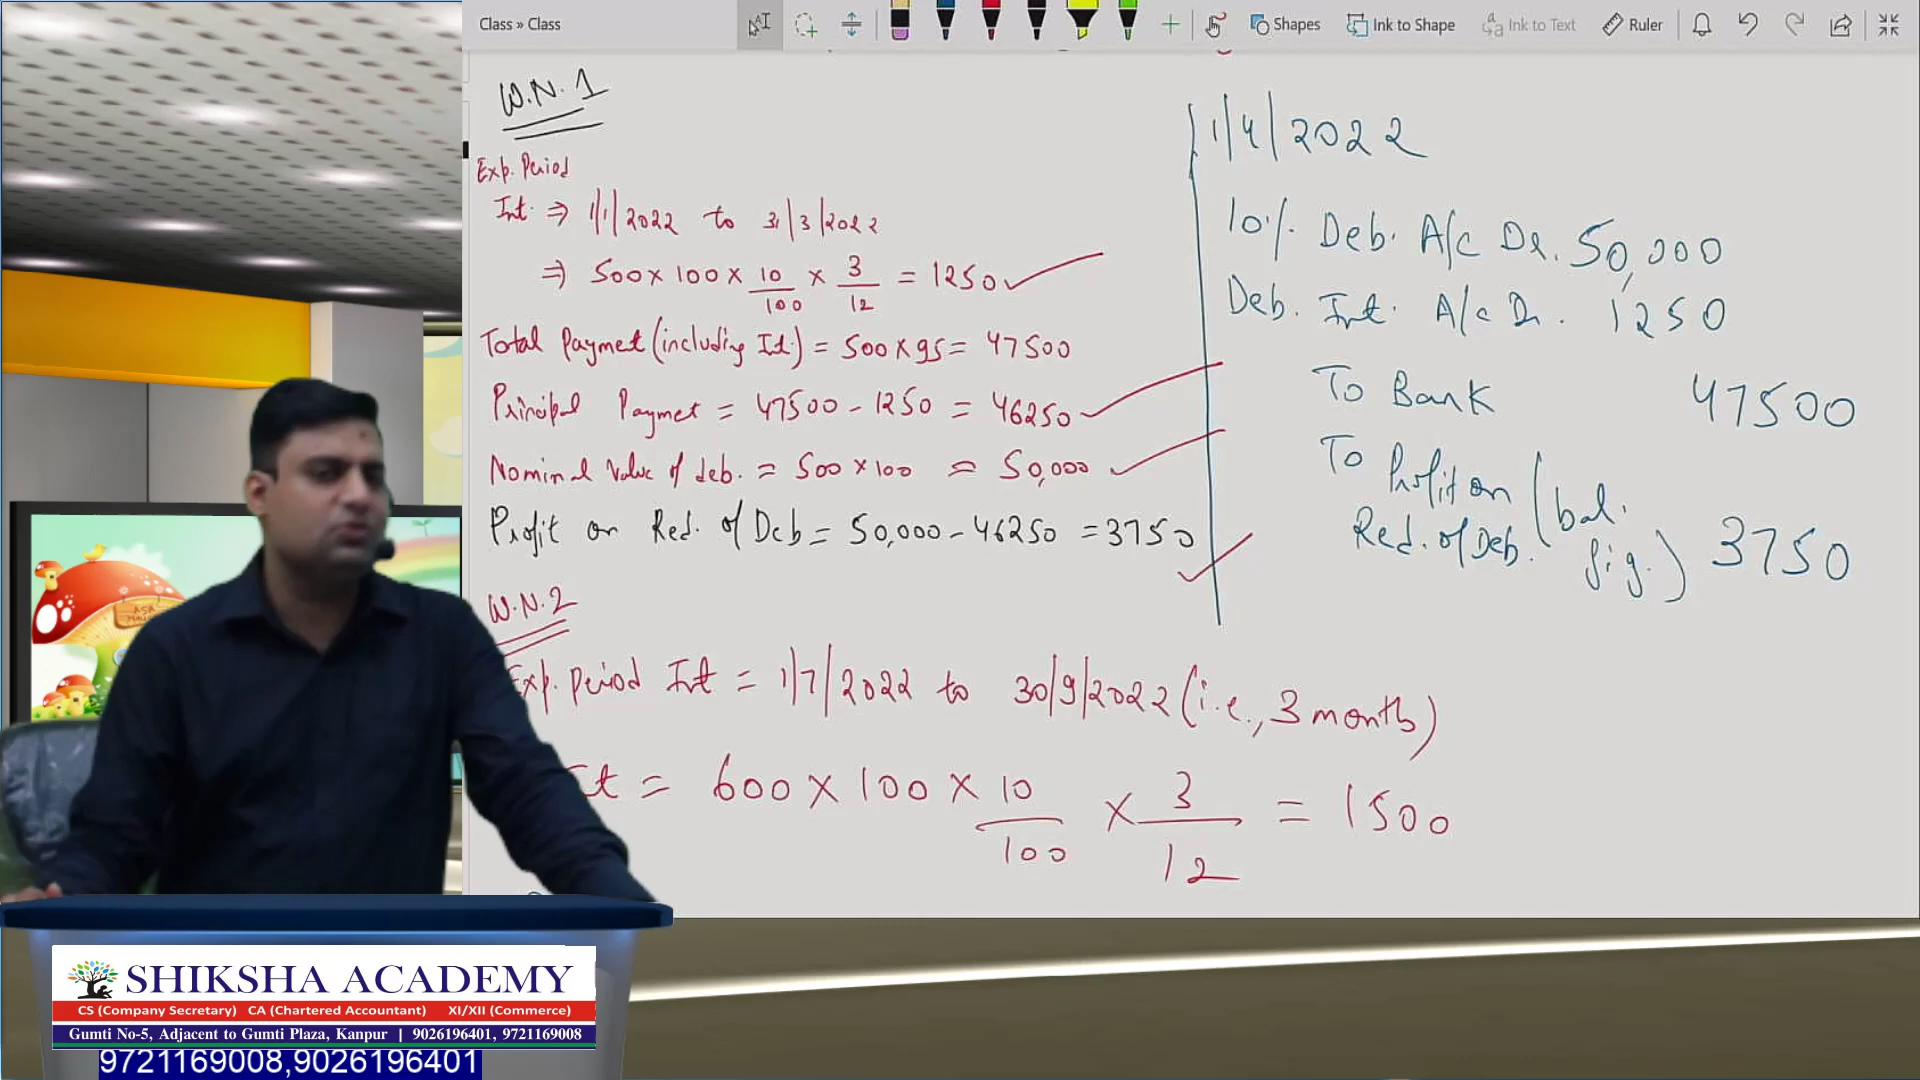 Class » Class
Shapes
Ink to Shape
Ink to Text
Ruler
W.N. 1
Exp. Period
Int. ⇒ 1/1/2022 to 31/3/2022
⇒ 500 × 100 × 10/100 × 3/12 = 1250 ✓
Total Payment (including Int.) = 500 × 95 = 47500
Principal Paymet = 47500 - 1250 = 46250 ✓
Nominal Value of deb. = 500 × 100 = 50,000 ✓
Profit on Red. of Deb = 50,000 - 46250 = 3750 ✓
W.N. 2
Exp. Period Int = 1/7/2022 to 30/9/2022 (i.e., 3 month)
= 600 × 100 × 10/100 × 3/12 = 1500
1/4/2022
10% Deb. A/c Dr. 50,000
Deb. Int. A/c Dr. 1250
To Bank 47500
To Profit on Red. of Deb. (bal. fig.) 3750
ASA
SHIKSHA ACADEMY
CS (Company Secretary) CA (Chartered Accountant) XI/XII (Commerce)
Gumti No-5, Adjacent to Gumti Plaza, Kanpur | 9026196401, 9721169008
9721169008,9026196401